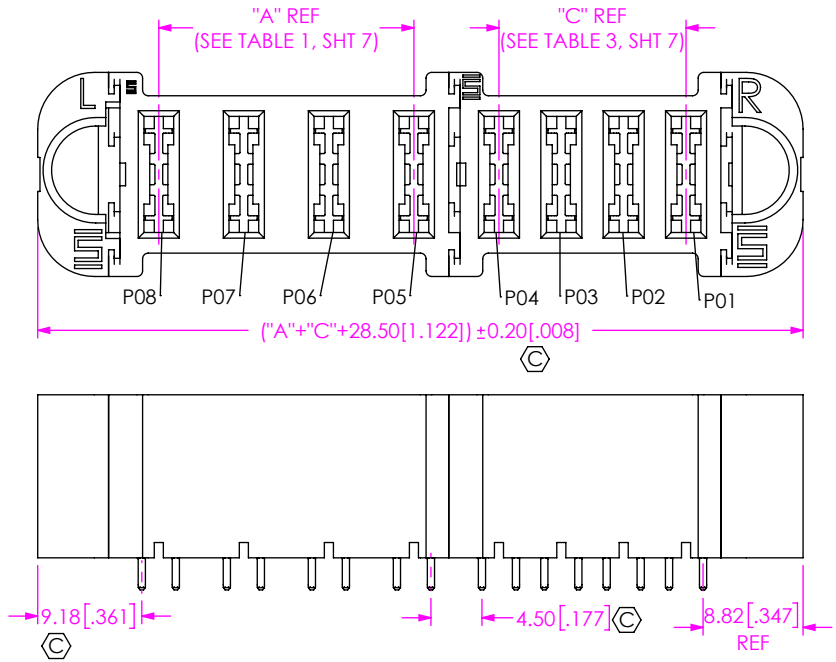 "A" REF
(SEE TABLE 1, SHT 7)
"C" REF
(SEE TABLE 3, SHT 7)
L
R
P08
P07
P06
P05
P04
P03
P02
P01
("A"+"C"+28.50[1.122]) ±0.20[.008]
C
9.18[.361]
C
4.50[.177]
C
8.82[.347]
REF